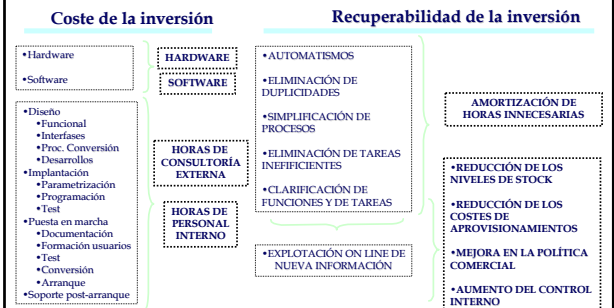 Coste de la inversión
•Hardware
•Software
HARDWARE
SOFTWARE
•Diseño
•Funcional
•Interfases
•Proc. Conversión
•Desarrollos
•Implantación
•Parametrización
•Programación
•Test
•Puesta en marcha
•Documentación
•Formación usuarios
•Test
•Conversión
•Arranque
•Soporte post-arranque
HORAS DE
CONSULTORÍA
EXTERNA
HORAS DE
PERSONAL
INTERNO
Recuperabilidad de la inversión
•AUTOMATISMOS
•ELIMINACIÓN DE
DUPLICIDADES
•SIMPLIFICACIÓN DE
PROCESOS
•ELIMINACIÓN DE TAREAS
INEFIFICIENTES
•CLARIFICACIÓN DE
FUNCIONES Y DE TAREAS
•EXPLOTACIÓN ON LINE DE
NUEVA INFORMACIÓN
AMORTIZACIÓN DE
HORAS INNECESARIAS
•REDUCCIÓN DE LOS
NIVELES DE STOCK
•REDUCCIÓN DE LOS
COSTES DE
APROVISIONAMIENTOS
•MEJORA EN LA POLÍTICA
COMERCIAL
•AUMENTO DEL CONTROL
INTERNO